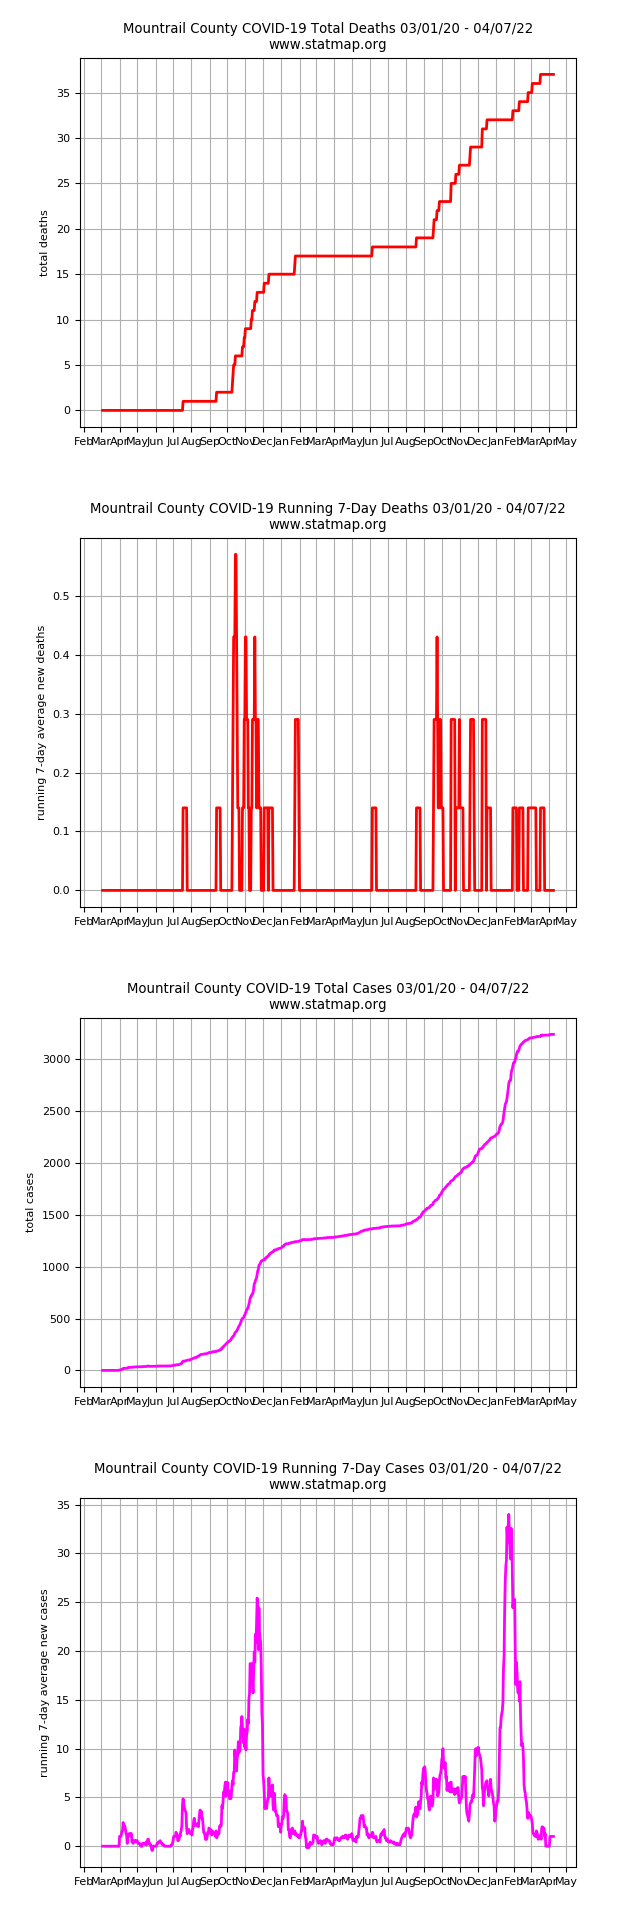 Mountrail County COVID-19 Total Deaths 03/01/20 - 04/07/22
www.statmap.org
total deaths
35
30
25
20
15
10
5
0
Feb Mar Apr May Jun Jul Aug Sep Oct Nov Dec Jan Feb Mar Apr May Jun Jul Aug Sep Oct Nov Dec Jan Feb Mar Apr May
Mountrail County COVID-19 Running 7-Day Deaths 03/01/20 - 04/07/22
www.statmap.org
running 7-day average new deaths
0.5
0.4
0.3
0.2
0.1
0.0
Feb Mar Apr May Jun Jul Aug Sep Oct Nov Dec Jan Feb Mar Apr May Jun Jul Aug Sep Oct Nov Dec Jan Feb Mar Apr May
Mountrail County COVID-19 Total Cases 03/01/20 - 04/07/22
www.statmap.org
total cases
3000
2500
2000
1500
1000
500
0
Feb Mar Apr May Jun Jul Aug Sep Oct Nov Dec Jan Feb Mar Apr May Jun Jul Aug Sep Oct Nov Dec Jan Feb Mar Apr May
Mountrail County COVID-19 Running 7-Day Cases 03/01/20 - 04/07/22
www.statmap.org
running 7-day average new cases
35
30
25
20
15
10
5
0
Feb Mar Apr May Jun Jul Aug Sep Oct Nov Dec Jan Feb Mar Apr May Jun Jul Aug Sep Oct Nov Dec Jan Feb Mar Apr May